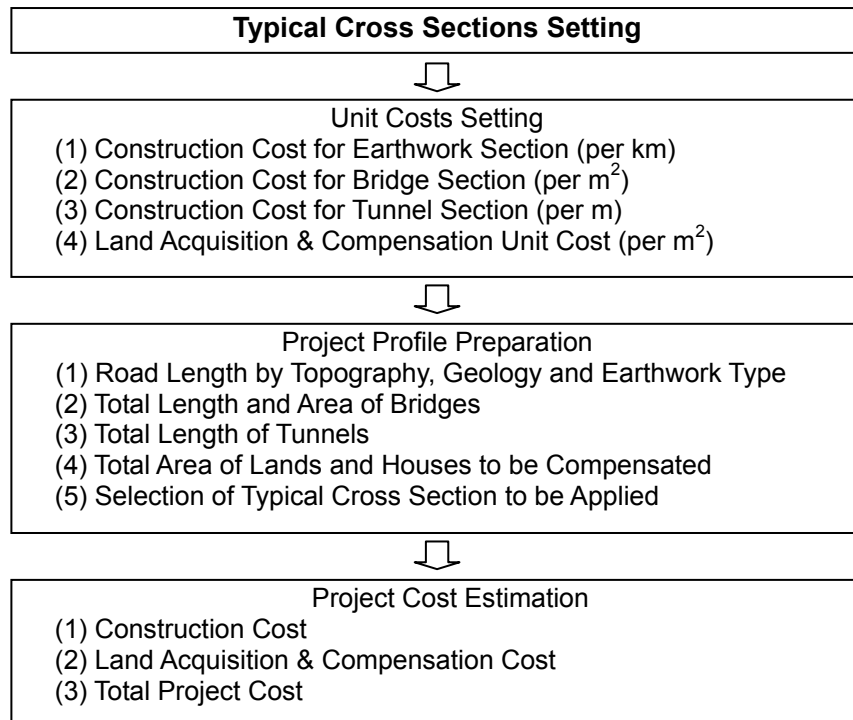 Typical Cross Sections Setting
Unit Costs Setting
(1) Construction Cost for Earthwork Section (per km)
(2) Construction Cost for Bridge Section (per m²)
(3) Construction Cost for Tunnel Section (per m)
(4) Land Acquisition & Compensation Unit Cost (per m²)
Project Profile Preparation
(1) Road Length by Topography, Geology and Earthwork Type
(2) Total Length and Area of Bridges
(3) Total Length of Tunnels
(4) Total Area of Lands and Houses to be Compensated
(5) Selection of Typical Cross Section to be Applied
Project Cost Estimation
(1) Construction Cost
(2) Land Acquisition & Compensation Cost
(3) Total Project Cost